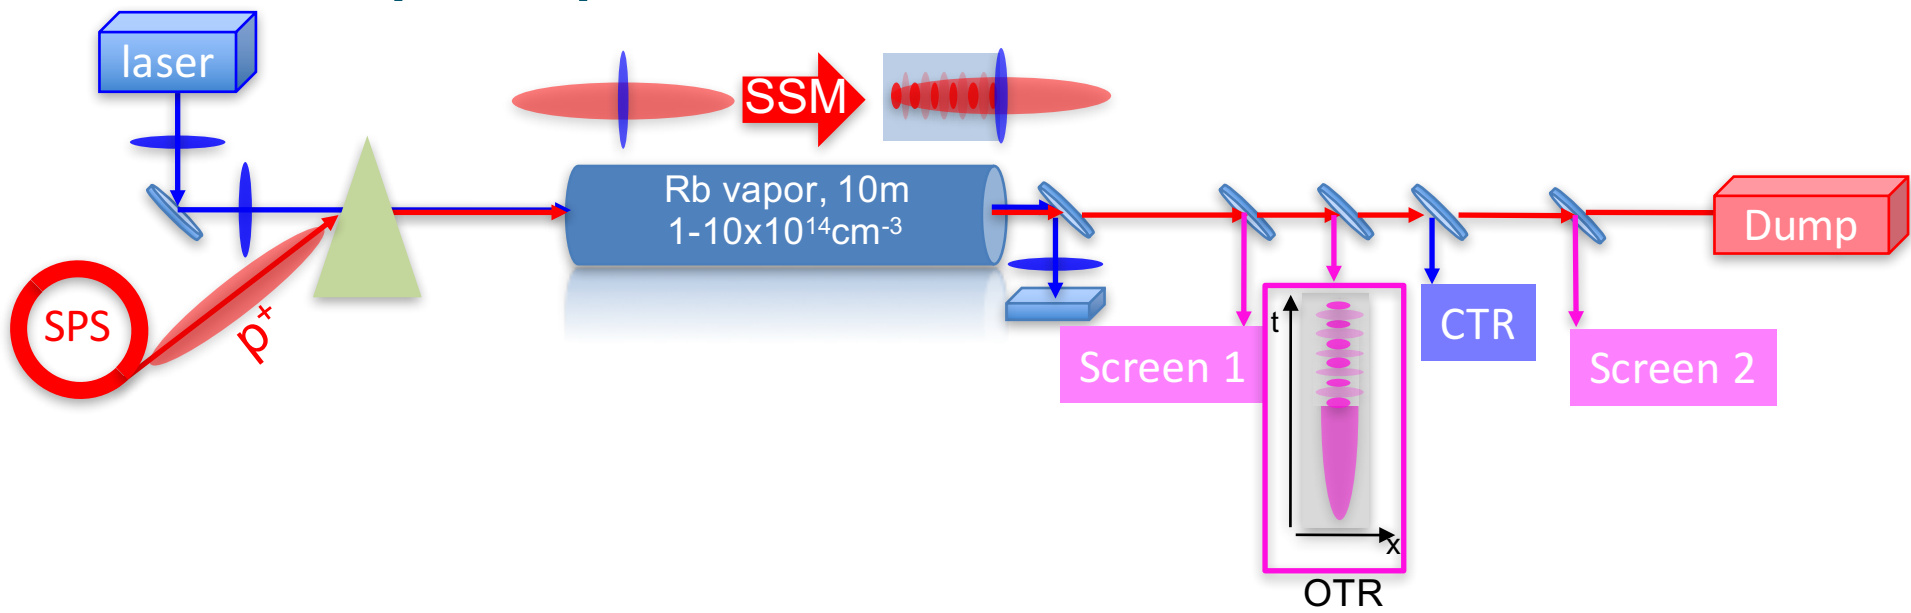 laser
SSM
Rb vapor, 10m
1-10x10¹⁴cm⁻³
SPS
p⁺
Dump
Screen 1
t
x
OTR
CTR
Screen 2